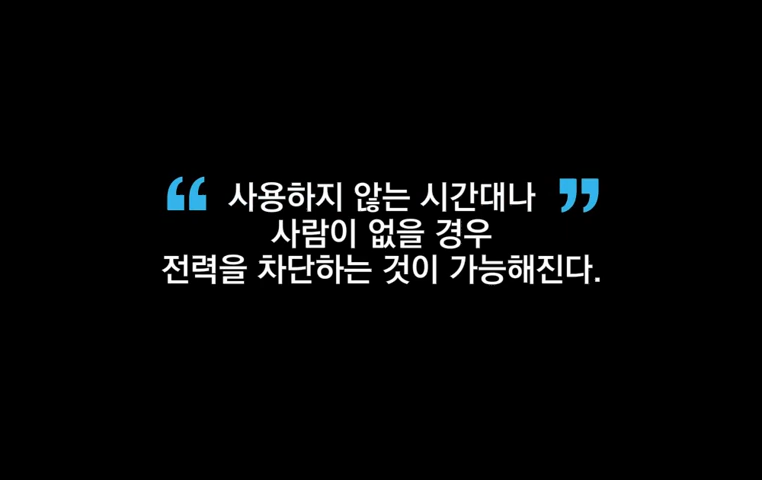 “ 사용하지 않는 시간대나 ”
사람이 없을 경우
전력을 차단하는 것이 가능해진다.